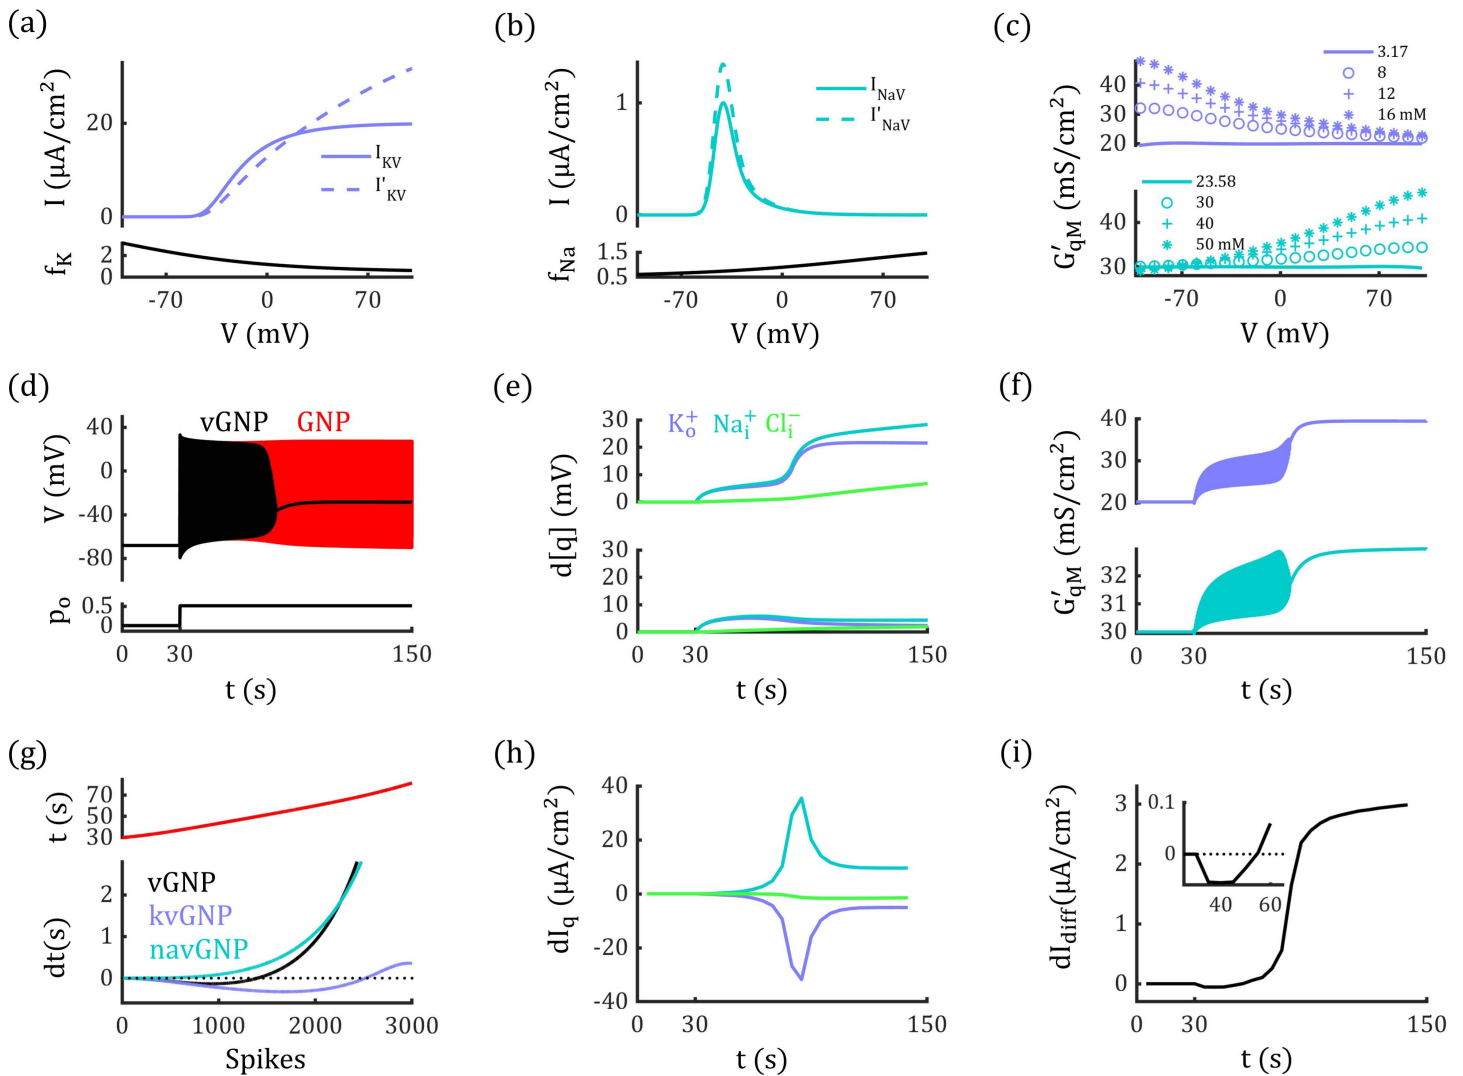 (a)
I (µA/cm²)
20
0
I_KV
I'_KV
f_K
2
0
-70 0 70
V (mV)
(b)
I (µA/cm²)
1
0
I_NaV
I'_NaV
f_Na
1.5
0.5
-70 0 70
V (mV)
(c)
G'_qM (mS/cm²)
40
30
20
3.17
8
12
16 mM
40
30
23.58
30
40
50 mM
-70 0 70
V (mV)
(d)
V (mV)
40
0
-40
-80
vGNP GNP
p_o
0.5
0
0 30 150
t (s)
(e)
d[q] (mV)
30
20
10
0
K_o^+ Na_i^+ Cl_i^-
30
20
10
0
0 30 150
t (s)
(f)
G'_qM (mS/cm²)
40
30
20
32
31
30
0 30 150
t (s)
(g)
t (s)
70
50
30
dt(s)
2
1
0
vGNP
kvGNP
navGNP
0 1000 2000 3000
Spikes
(h)
dI_q (µA/cm²)
40
20
0
-20
-40
0 30 150
t (s)
(i)
dI_diff(µA/cm²)
3
2
1
0
0.1
0
40 60
0 30 150
t (s)